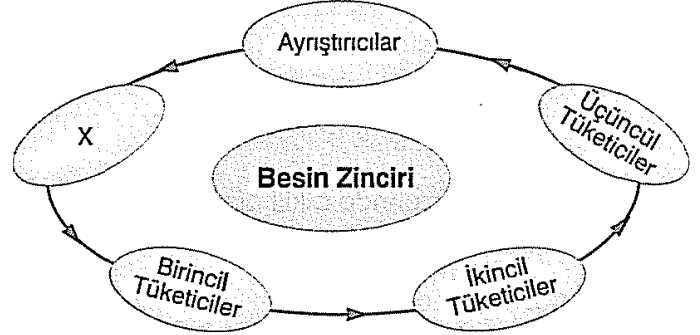 Ayrıştırıcılar
X
Üçüncül
Tüketiciler
Besin Zinciri
Birincil
Tüketiciler
İkincil
Tüketiciler